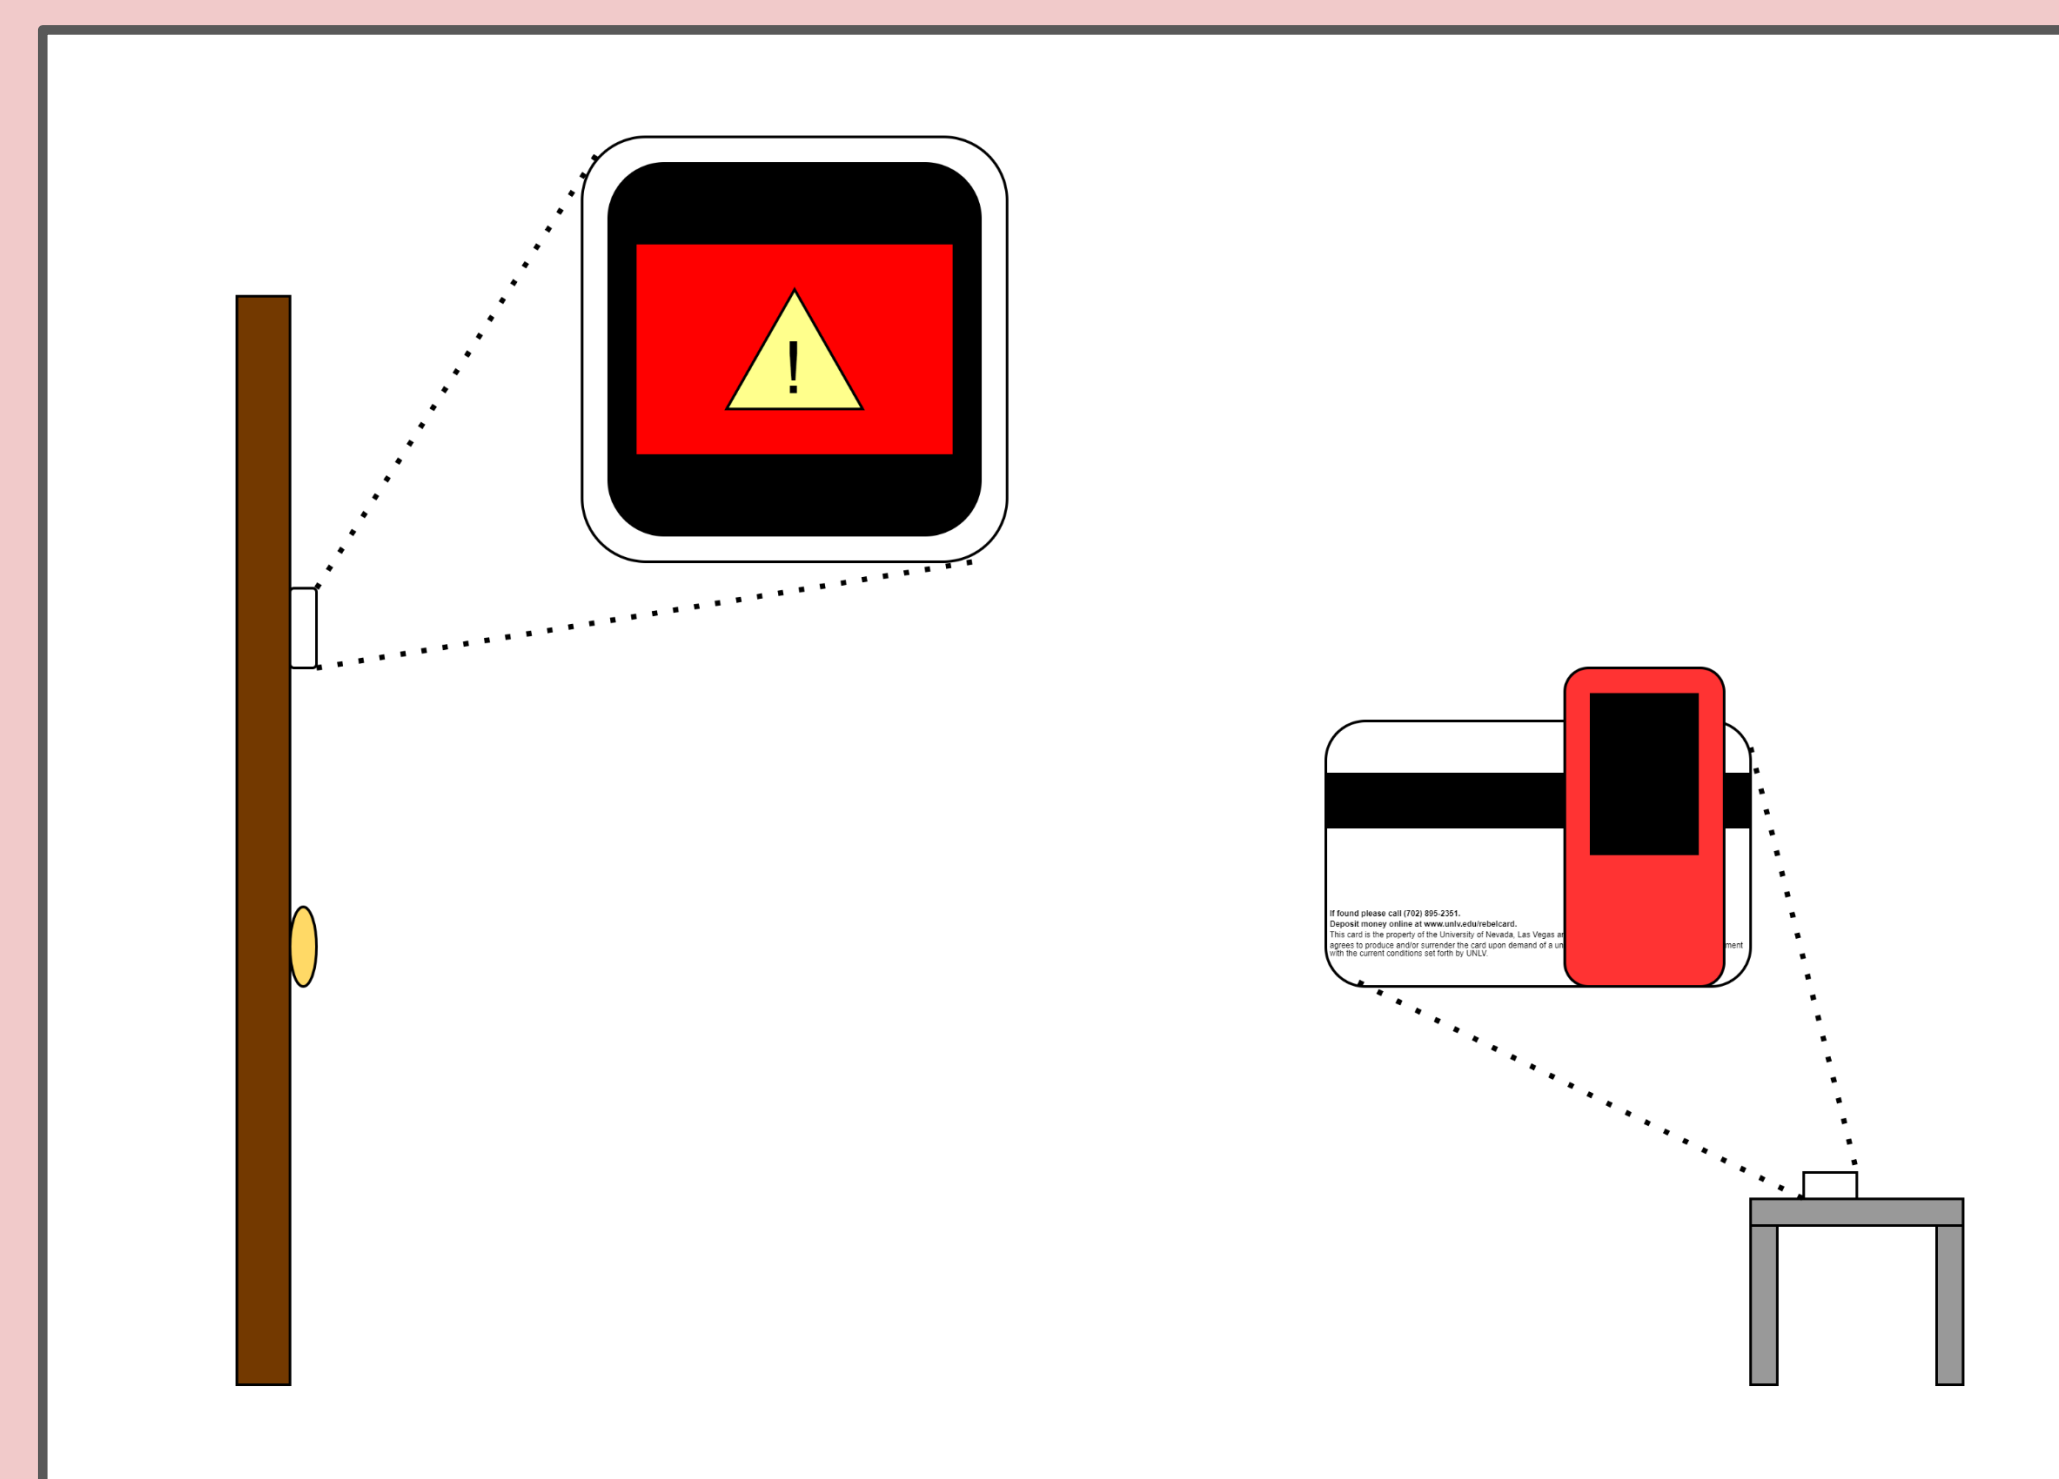 !
If found please call (702) 895-2351.
Deposit money online at www.unlv.edu/rebelcard.
This card is the property of the University of Nevada, Las Vegas
agrees to produce and/or surrender the card upon demand of a
with the current conditions set forth by UNLV.